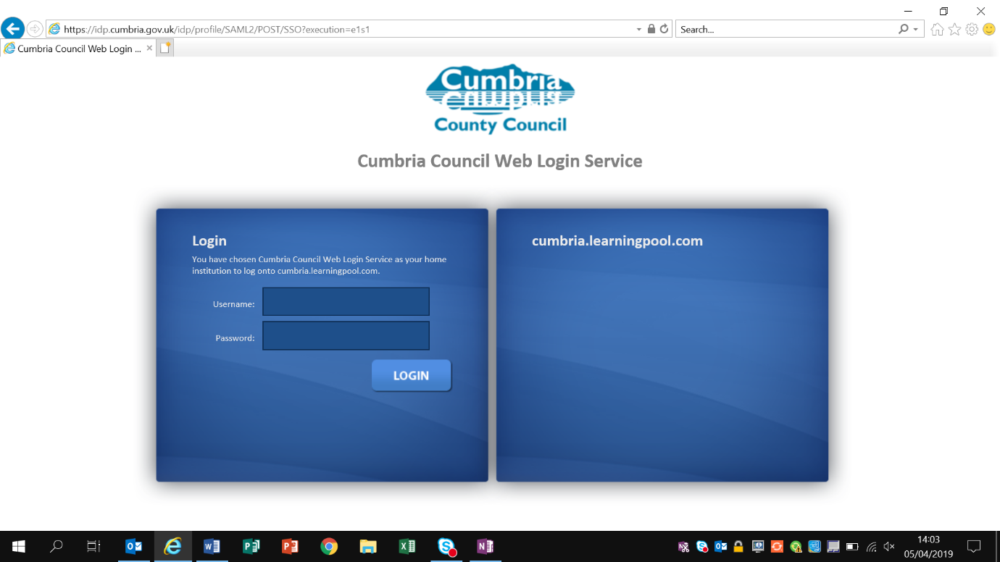 https://idp.cumbria.gov.uk/idp/profile/SAML2/POST/SSO?execution=e1s1
Search...
Cumbria Council Web Login ...
Cumbria
County Council
Cumbria Council Web Login Service
Login
You have chosen Cumbria Council Web Login Service as your home
institution to log onto cumbria.learningpool.com.
Username:
Password:
LOGIN
cumbria.learningpool.com
14:03
05/04/2019